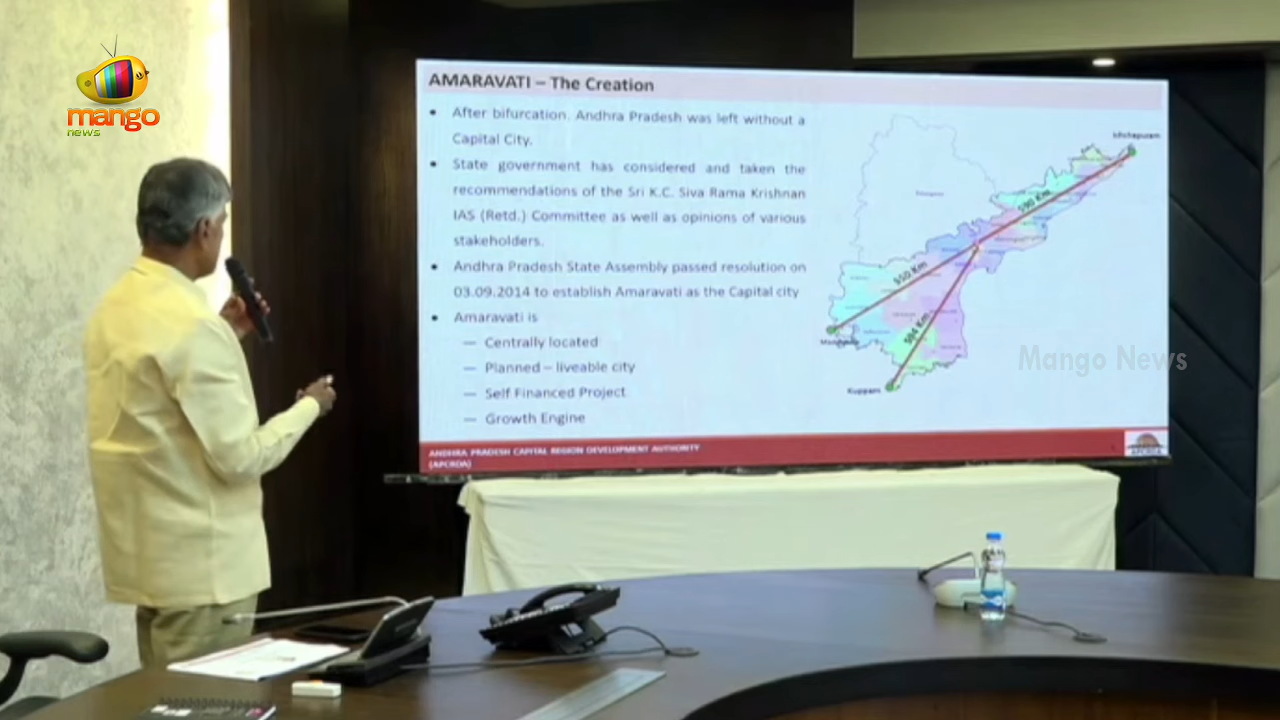 mango
news
AMARAVATI – The Creation
• After bifurcation, Andhra Pradesh was left without a
Capital City.
• State government has considered and taken the
recommendations of the Sri K.C. Siva Rama Krishnan
IAS (Retd.) Committee as well as opinions of various
stakeholders.
• Andhra Pradesh State Assembly passed resolution on
03.09.2014 to establish Amaravati as the Capital city
• Amaravati is
— Centrally located
— Planned – liveable city
— Self Financed Project
— Growth Engine
Ichchapuram
590 Km
510 Km
Kuppam
Mango News
ANDHRA PRADESH CAPITAL REGION DEVELOPMENT AUTHORITY
(APCRDA)
APCRDA